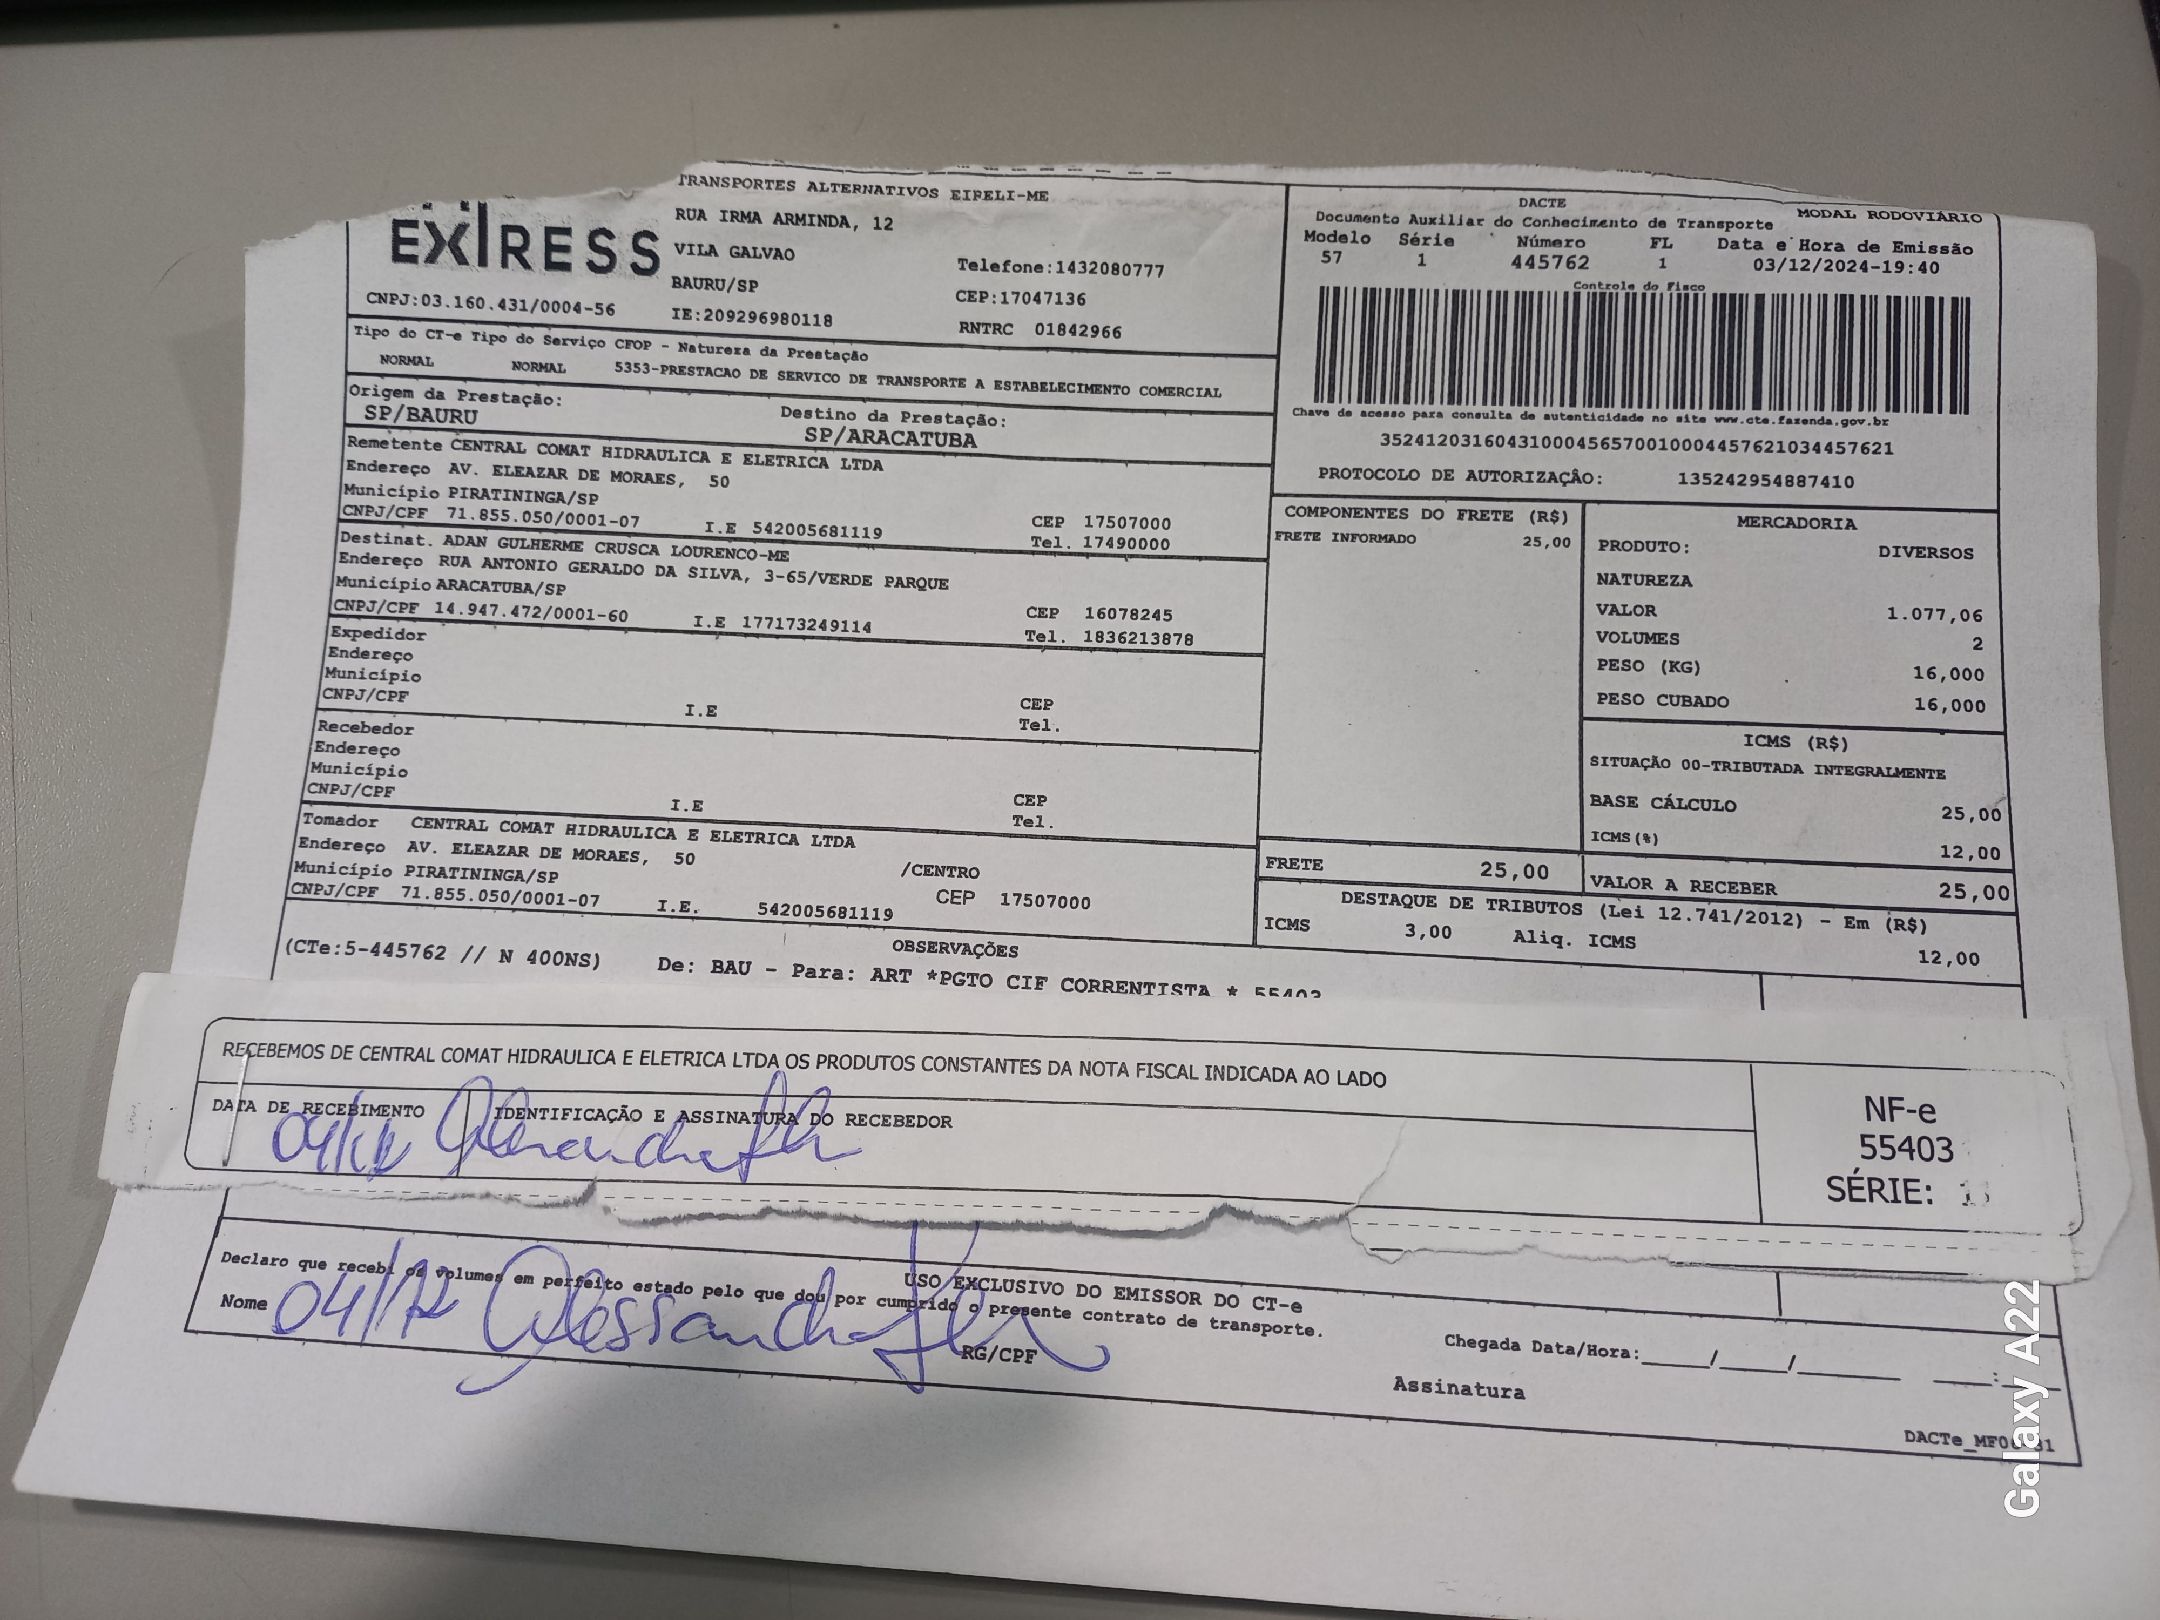 TRANSPORTES ALTERNATIVOS EIRELI-ME
EXIRESS
RUA IRMA ARMINDA, 12
VILA GALVAO
Telefone:1432080777
BAURU/SP
CEP:17047136
CNPJ:03.160.431/0004-56
IE:209296980118
RNTRC 01842966
DACTE
MODAL RODOVIÁRIO
Documento Auxiliar do Conhecimento de Transporte
Modelo Série Número FL Data e Hora de Emissão
57 1 445762 1 03/12/2024-19:40
Controle do Fisco
Chave de acesso para consulta de autenticidade no site www.cte.fazenda.gov.br
35241203160431000456570010004457621034457621
PROTOCOLO DE AUTORIZAÇÃO: 135242954887410
Tipo do CT-e Tipo do Serviço CFOP - Natureza da Prestação
NORMAL NORMAL 5353-PRESTACAO DE SERVICO DE TRANSPORTE A ESTABELECIMENTO COMERCIAL
Origem da Prestação: Destino da Prestação:
SP/BAURU SP/ARACATUBA
Remetente CENTRAL COMAT HIDRAULICA E ELETRICA LTDA
Endereço AV. ELEAZAR DE MORAES, 50
Município PIRATININGA/SP CEP 17507000
CNPJ/CPF 71.855.050/0001-07 I.E 542005681119 Tel. 17490000
Destinat. ADAN GULHERME CRUSCA LOURENCO-ME
Endereço RUA ANTONIO GERALDO DA SILVA, 3-65/VERDE PARQUE
Município ARACATUBA/SP CEP 16078245
CNPJ/CPF 14.947.472/0001-60 I.E 177173249114 Tel. 1836213878
Expedidor
Endereço
Município CEP
CNPJ/CPF I.E Tel.
Recebedor
Endereço
Município CEP
CNPJ/CPF I.E Tel.
Tomador CENTRAL COMAT HIDRAULICA E ELETRICA LTDA
Endereço AV. ELEAZAR DE MORAES, 50 /CENTRO
Município PIRATININGA/SP CEP 17507000
CNPJ/CPF 71.855.050/0001-07 I.E. 542005681119
COMPONENTES DO FRETE (R$)
FRETE INFORMADO 25,00
MERCADORIA
PRODUTO: DIVERSOS
NATUREZA
VALOR 1.077,06
VOLUMES 2
PESO (KG) 16,000
PESO CUBADO 16,000
ICMS (R$)
SITUAÇÃO 00-TRIBUTADA INTEGRALMENTE
BASE CÁLCULO 25,00
ICMS(%) 12,00
FRETE 25,00
VALOR A RECEBER 25,00
DESTAQUE DE TRIBUTOS (Lei 12.741/2012) - Em (R$)
ICMS 3,00 Aliq. ICMS 12,00
OBSERVAÇÕES
(CTe:5-445762 // N 400NS) De: BAU - Para: ART *PGTO CIF CORRENTISTA * 55403
RECEBEMOS DE CENTRAL COMAT HIDRAULICA E ELETRICA LTDA OS PRODUTOS CONSTANTES DA NOTA FISCAL INDICADA AO LADO
DATA DE RECEBIMENTO IDENTIFICAÇÃO E ASSINATURA DO RECEBEDOR
04/12
NF-e
55403
SÉRIE:
USO EXCLUSIVO DO EMISSOR DO CT-e
Declaro que recebi os volumes em perfeito estado pelo que dou por cumprido o presente contrato de transporte.
Nome 04/12 RG/CPF
Chegada Data/Hora:____/____/______ ____:____
Assinatura
Galaxy A22